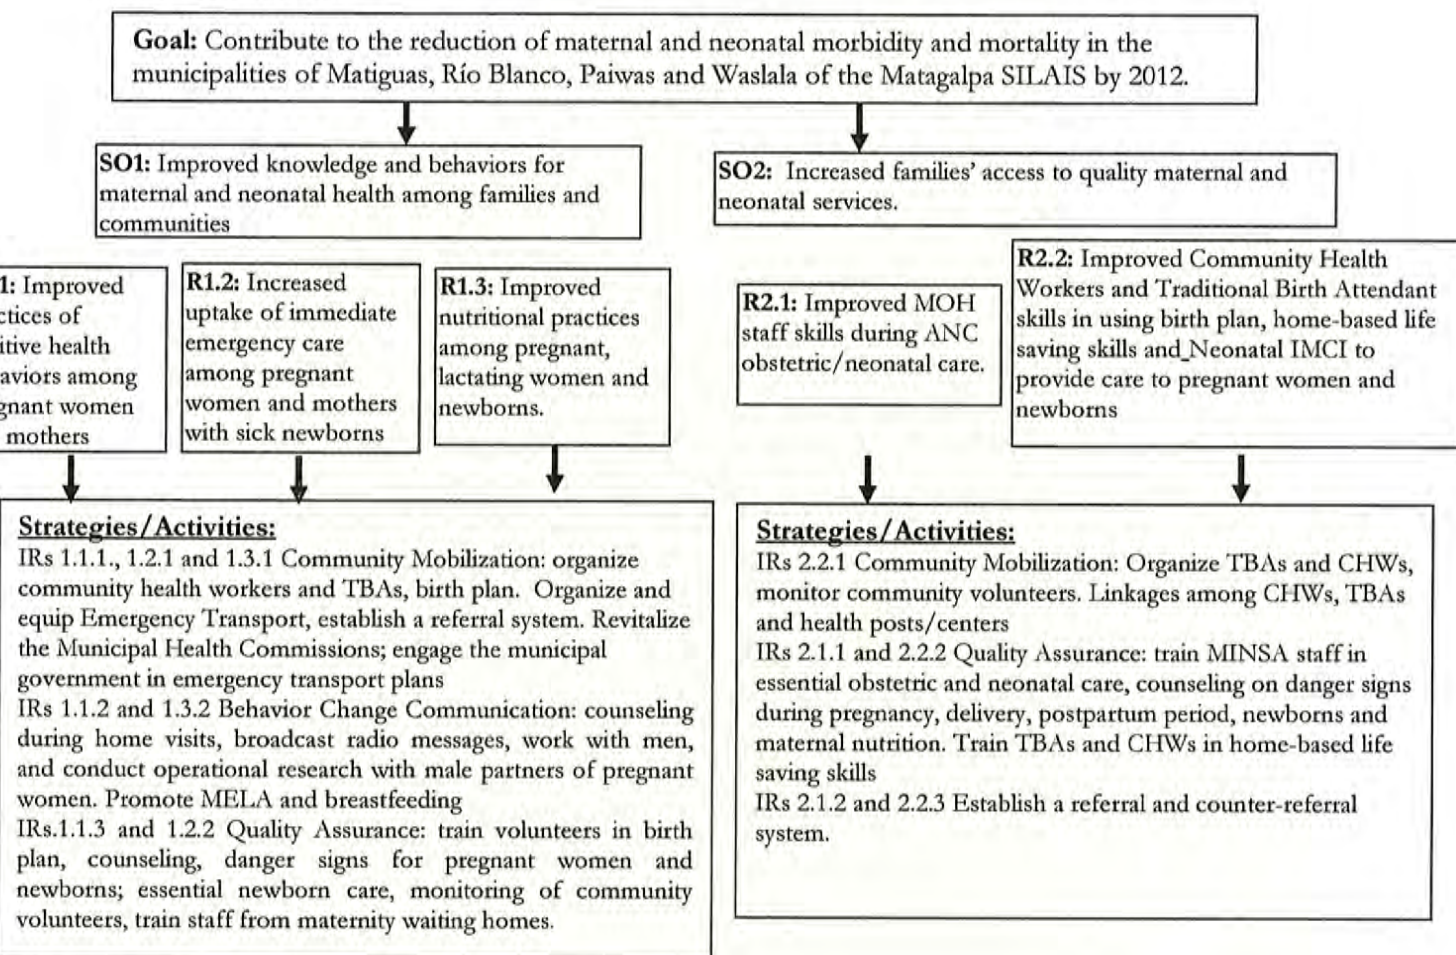 Goal: Contribute to the reduction of maternal and neonatal morbidity and mortality in the
municipalities of Matiguas, Río Blanco, Paiwas and Waslala of the Matagalpa SILAIS by 2012.
SO1: Improved knowledge and behaviors for
maternal and neonatal health among families and
communities
SO2: Increased families' access to quality maternal and
neonatal services.
1: Improved
ctices of
itive health
aviors among
gnant women
mothers
R1.2: Increased
uptake of immediate
emergency care
among pregnant
women and mothers
with sick newborns
R1.3: Improved
nutritional practices
among pregnant,
lactating women and
newborns.
R2.1: Improved MOH
staff skills during ANC
obstetric/neonatal care.
R2.2: Improved Community Health
Workers and Traditional Birth Attendant
skills in using birth plan, home-based life
saving skills and_Neonatal IMCI to
provide care to pregnant women and
newborns
Strategies/Activities:
IRs 1.1.1., 1.2.1 and 1.3.1 Community Mobilization: organize
community health workers and TBAs, birth plan. Organize and
equip Emergency Transport, establish a referral system. Revitalize
the Municipal Health Commissions; engage the municipal
government in emergency transport plans
IRs 1.1.2 and 1.3.2 Behavior Change Communication: counseling
during home visits, broadcast radio messages, work with men,
and conduct operational research with male partners of pregnant
women. Promote MELA and breastfeeding
IRs.1.1.3 and 1.2.2 Quality Assurance: train volunteers in birth
plan, counseling, danger signs for pregnant women and
newborns; essential newborn care, monitoring of community
volunteers, train staff from maternity waiting homes.
Strategies/Activities:
IRs 2.2.1 Community Mobilization: Organize TBAs and CHWs,
monitor community volunteers. Linkages among CHWs, TBAs
and health posts/centers
IRs 2.1.1 and 2.2.2 Quality Assurance: train MINSA staff in
essential obstetric and neonatal care, counseling on danger signs
during pregnancy, delivery, postpartum period, newborns and
maternal nutrition. Train TBAs and CHWs in home-based life
saving skills
IRs 2.1.2 and 2.2.3 Establish a referral and counter-referral
system.